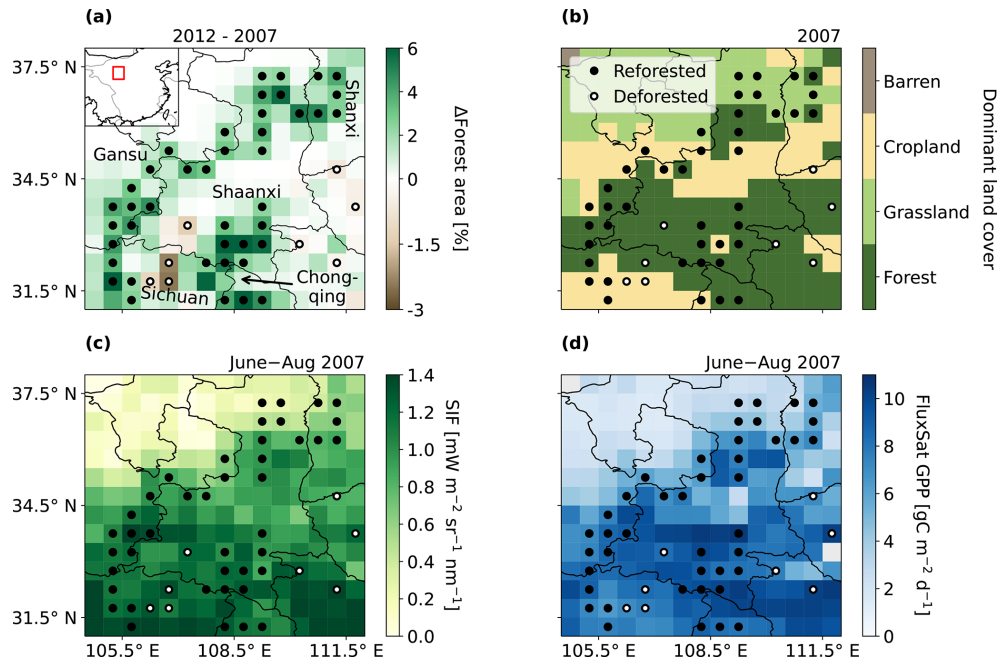 (a)
2012 - 2007
37.5° N
34.5° N
31.5° N
Gansu
Shaanxi
Shanxi
Sichuan
Chong-
qing
6
4
2
0
-1.5
-3
ΔForest area [%]
(b)
2007
Reforested
Deforested
Barren
Cropland
Grassland
Forest
Dominant land cover
(c)
June−Aug 2007
37.5° N
34.5° N
31.5° N
105.5° E
108.5° E
111.5° E
1.4
1.2
1.0
0.8
0.6
0.4
0.2
0.0
SIF [mW m⁻² sr⁻¹ nm⁻¹]
(d)
June−Aug 2007
105.5° E
108.5° E
111.5° E
10
8
6
4
2
0
FluxSat GPP [gC m⁻² d⁻¹]